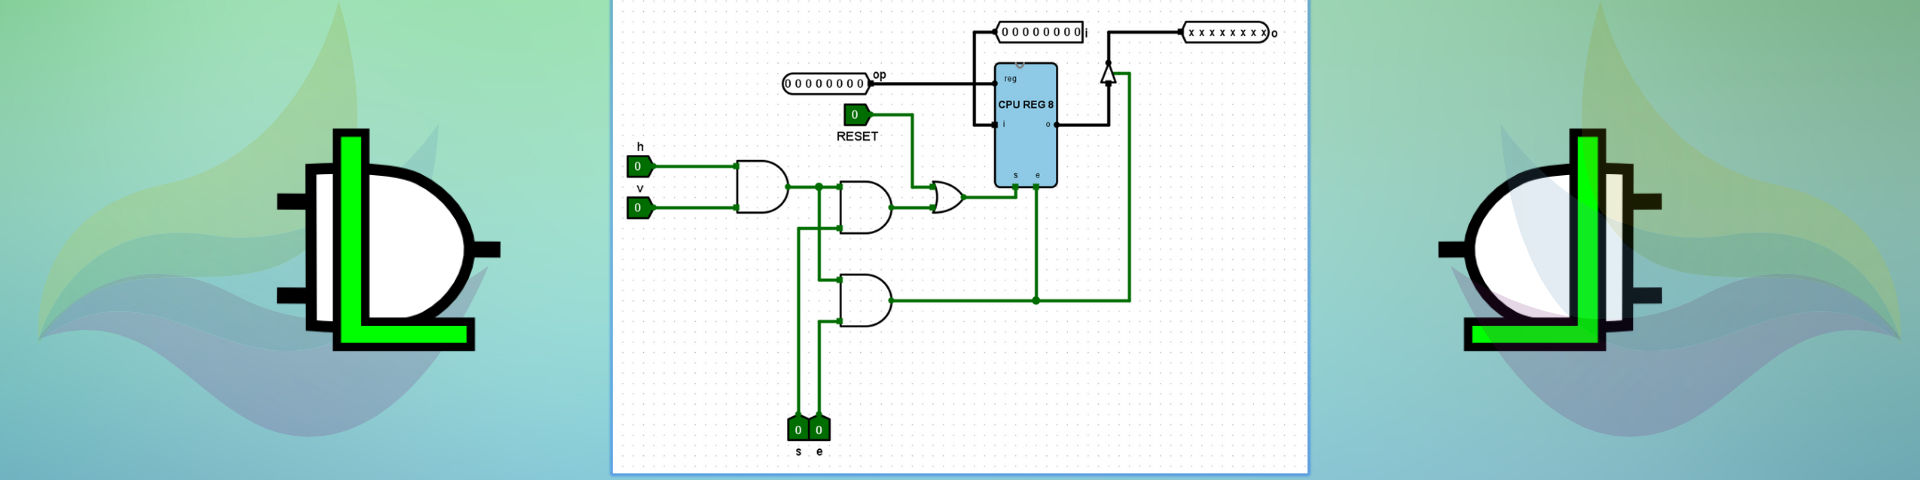 0 0 0 0 0 0 0 0 i
x x x x x x x x o
0 0 0 0 0 0 0 0 op
reg
CPU REG 8
0
RESET
i o
h
0
v
0
s e
0 0
s e